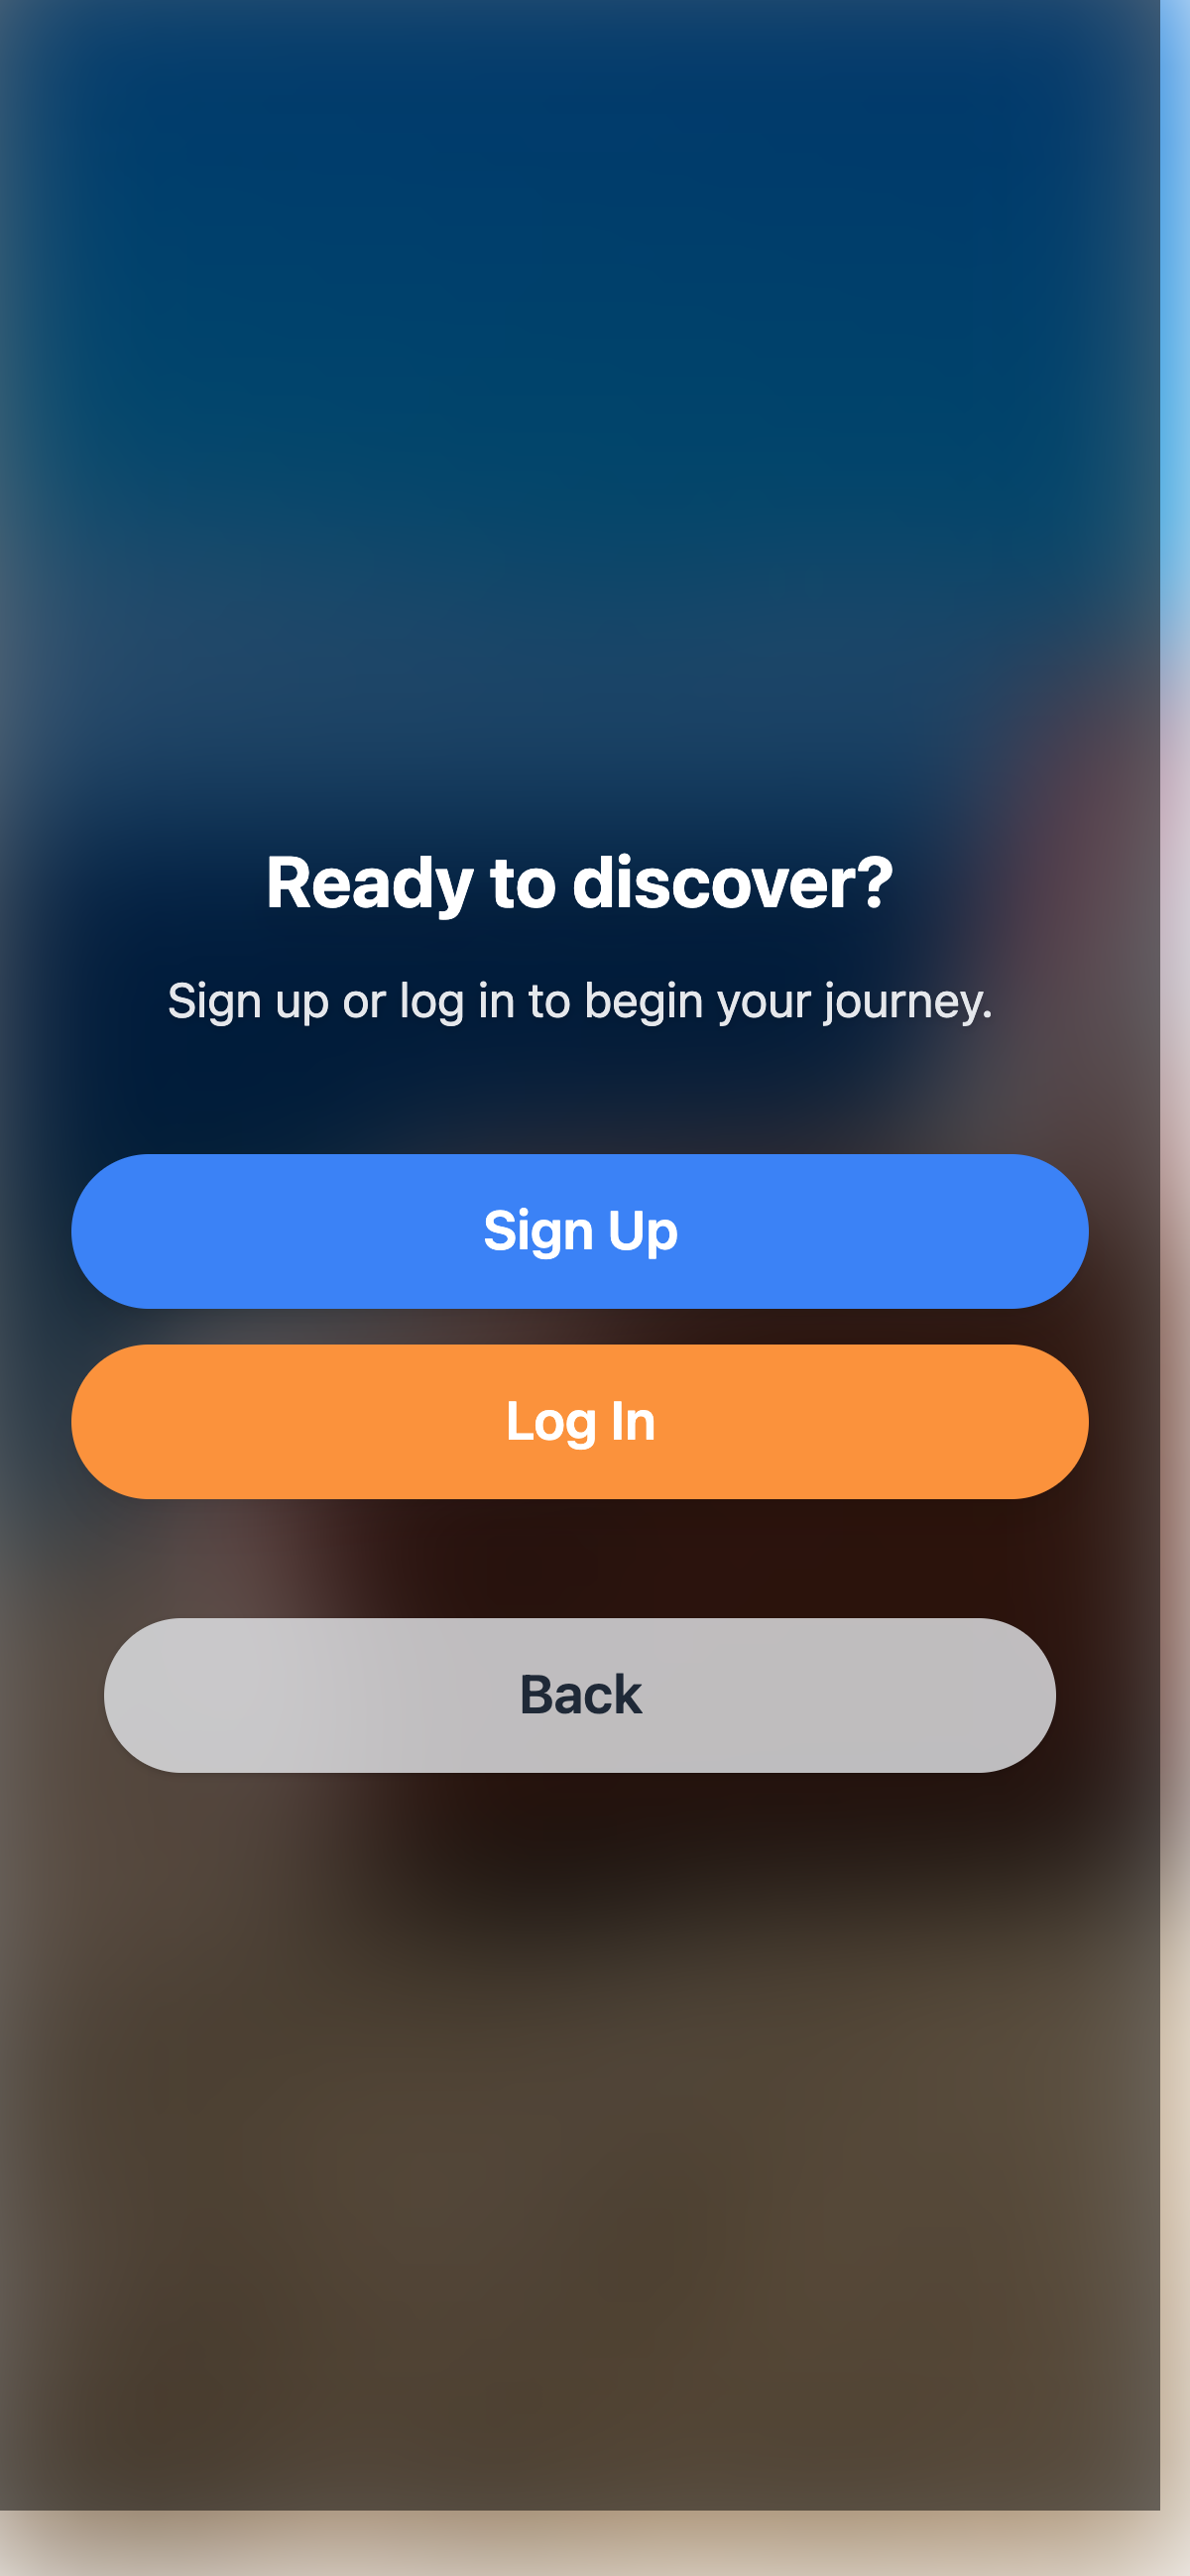 Ready to discover?
Sign up or log in to begin your journey.
Sign Up
Log In
Back